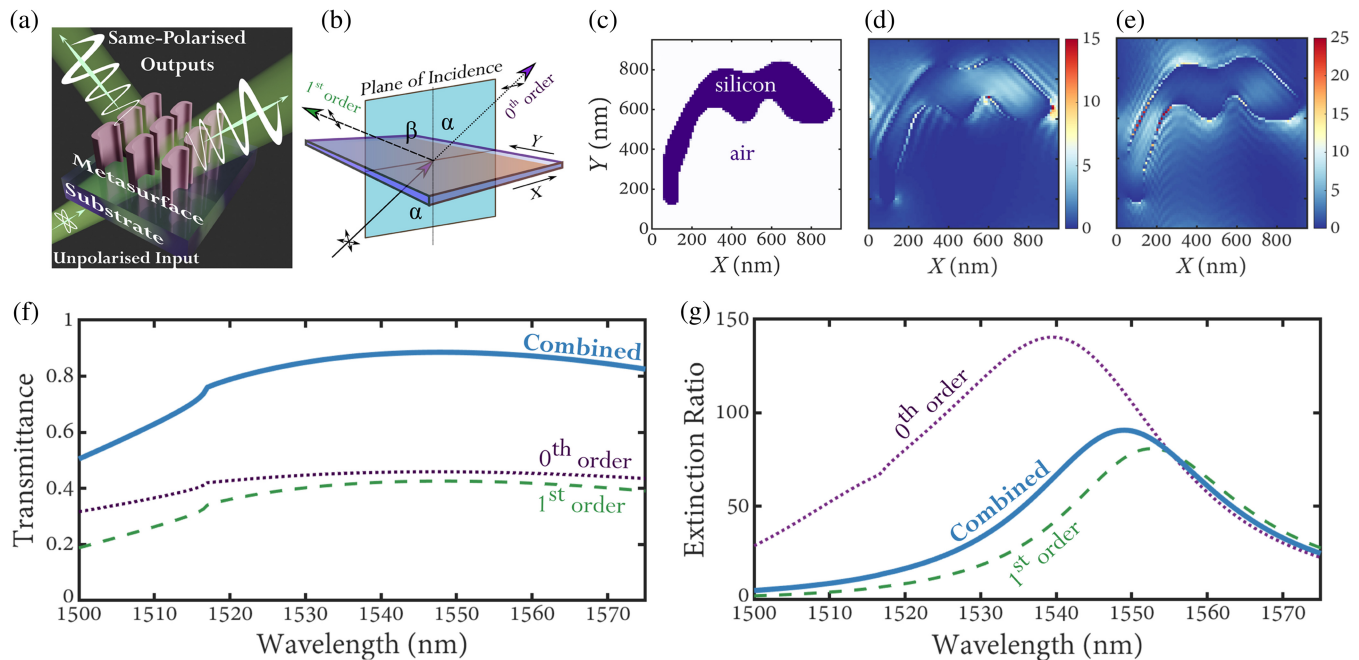 (a)
Same-Polarised
Outputs
Metasurface
Substrate
Unpolarised Input
(b)
Plane of Incidence
1st order
0th order
α
β
Y
X
α
(c)
800
600
400
200
0
Y (nm)
silicon
air
0 200 400 600 800
X (nm)
(d)
15
10
5
0
0 200 400 600 800
X (nm)
(e)
25
20
15
10
5
0
0 200 400 600 800
X (nm)
(f)
1
0.8
0.6
0.4
0.2
0
Transmittance
Combined
0th order
1st order
1500 1510 1520 1530 1540 1550 1560 1570
Wavelength (nm)
(g)
150
100
50
0
Extinction Ratio
0th order
Combined
1st order
1500 1510 1520 1530 1540 1550 1560 1570
Wavelength (nm)